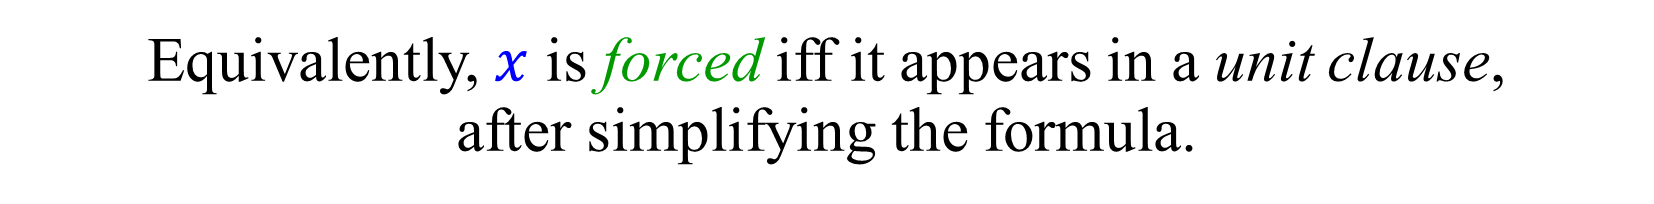 Equivalently, x is forced iff it appears in a unit clause,
after simplifying the formula.